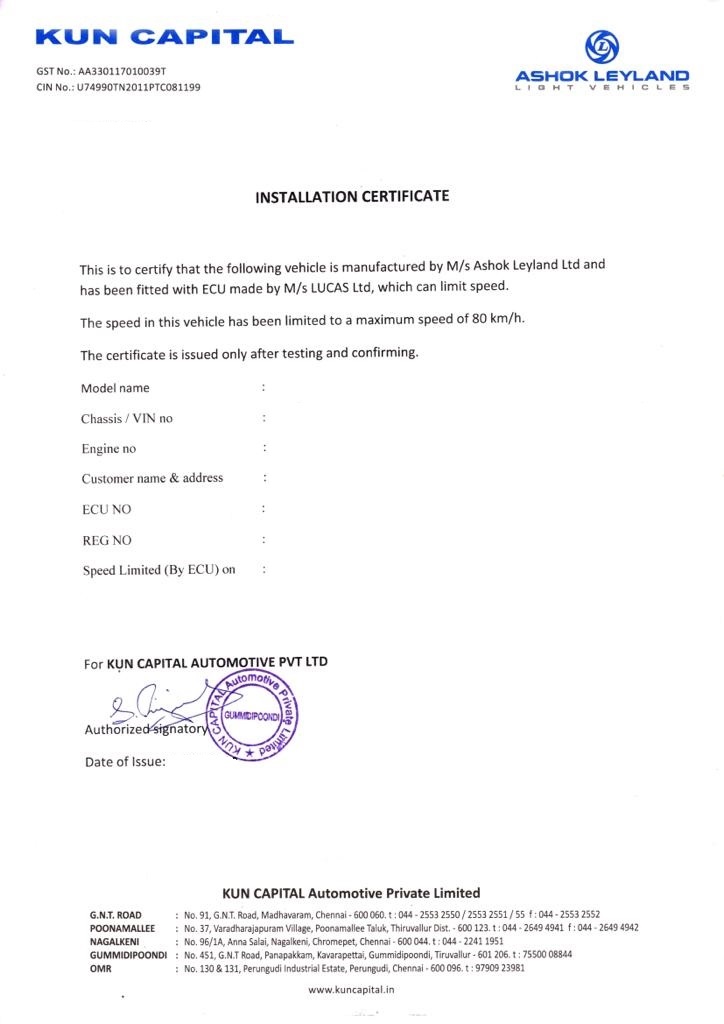 KUN CAPITAL
GST No.: AA330117010039T
CIN No.: U74990TN2011PTC081199
ASHOK LEYLAND
LIGHT VEHICLES
INSTALLATION CERTIFICATE
This is to certify that the following vehicle is manufactured by M/s Ashok Leyland Ltd and
has been fitted with ECU made by M/s LUCAS Ltd, which can limit speed.
The speed in this vehicle has been limited to a maximum speed of 80 km/h.
The certificate is issued only after testing and confirming.
Model name :
Chassis / VIN no :
Engine no :
Customer name & address :
ECU NO :
REG NO :
Speed Limited (By ECU) on :
For KUN CAPITAL AUTOMOTIVE PVT LTD
KUN CAPITAL Automotive Private Limited ★
GUMMIDIPOONDI
Authorized signatory
Date of Issue:
KUN CAPITAL Automotive Private Limited
G.N.T. ROAD : No. 91, G.N.T. Road, Madhavaram, Chennai - 600 060. t : 044 - 2553 2550 / 2553 2551 / 55 f : 044 - 2553 2552
POONAMALLEE : No. 37, Varadharajapuram Village, Poonamallee Taluk, Thiruvallur Dist. - 600 123. t : 044 - 2649 4941 f : 044 - 2649 4942
NAGALKENI : No. 96/1A, Anna Salai, Nagalkeni, Chromepet, Chennai - 600 044. t : 044 - 2241 1951
GUMMIDIPOONDI : No. 451, G.N.T Road, Panapakkam, Kavarapettai, Gummidipoondi, Tiruvallur - 601 206. t : 75500 08844
OMR : No. 130 & 131, Perungudi Industrial Estate, Perungudi, Chennai - 600 096. t : 97909 23981
www.kuncapital.in